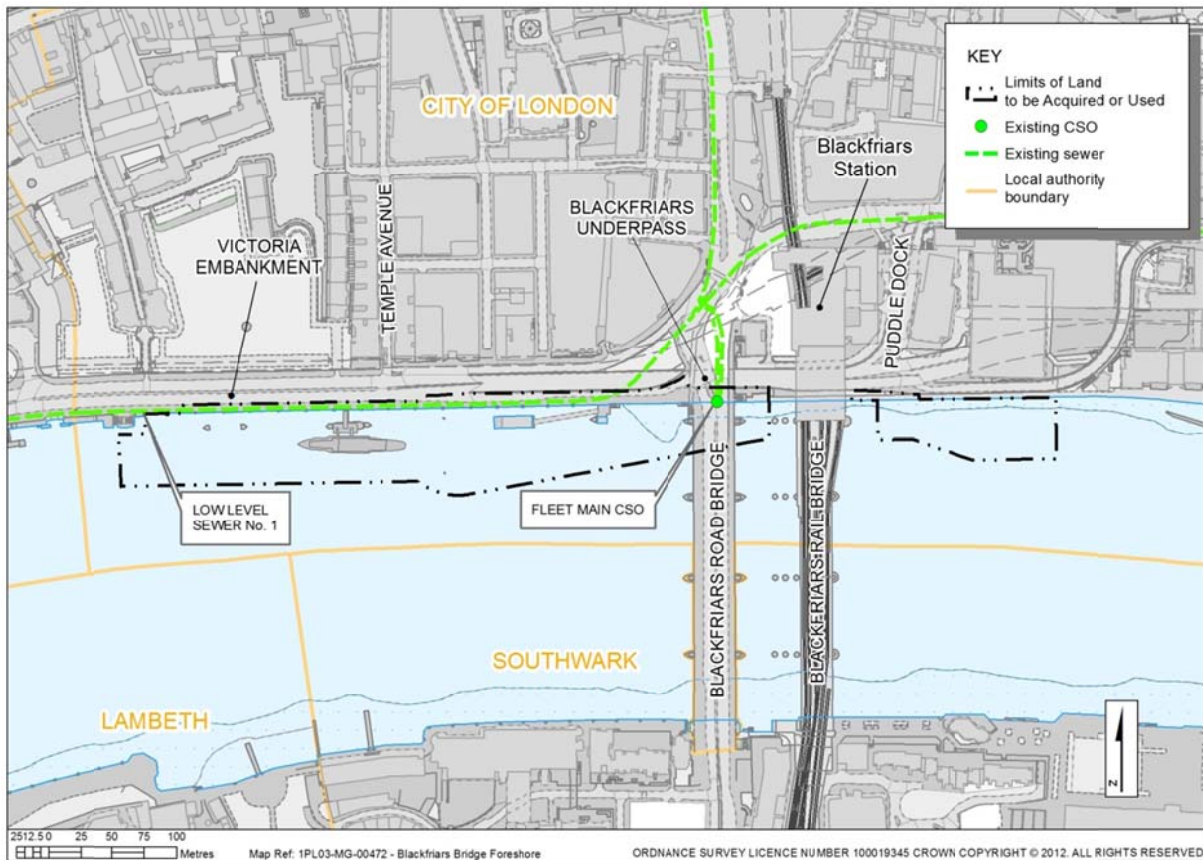 CITY OF LONDON
KEY
Limits of Land
to be Acquired or Used
Existing CSO
Existing sewer
Local authority
boundary
Blackfriars
Station
BLACKFRIARS
UNDERPASS
TEMPLE AVENUE
VICTORIA
EMBANKMENT
PUDDLE DOCK
LOW LEVEL
SEWER No. 1
FLEET MAIN CSO
BLACKFRIARS ROAD BRIDGE
BLACKFRIARS RAIL BRIDGE
SOUTHWARK
LAMBETH
N
2512.5 0 25 50 75 100
Metres
Map Ref: 1PL03-MG-00472 - Blackfriars Bridge Foreshore
ORDNANCE SURVEY LICENCE NUMBER 100019345 CROWN COPYRIGHT © 2012. ALL RIGHTS RESERVED